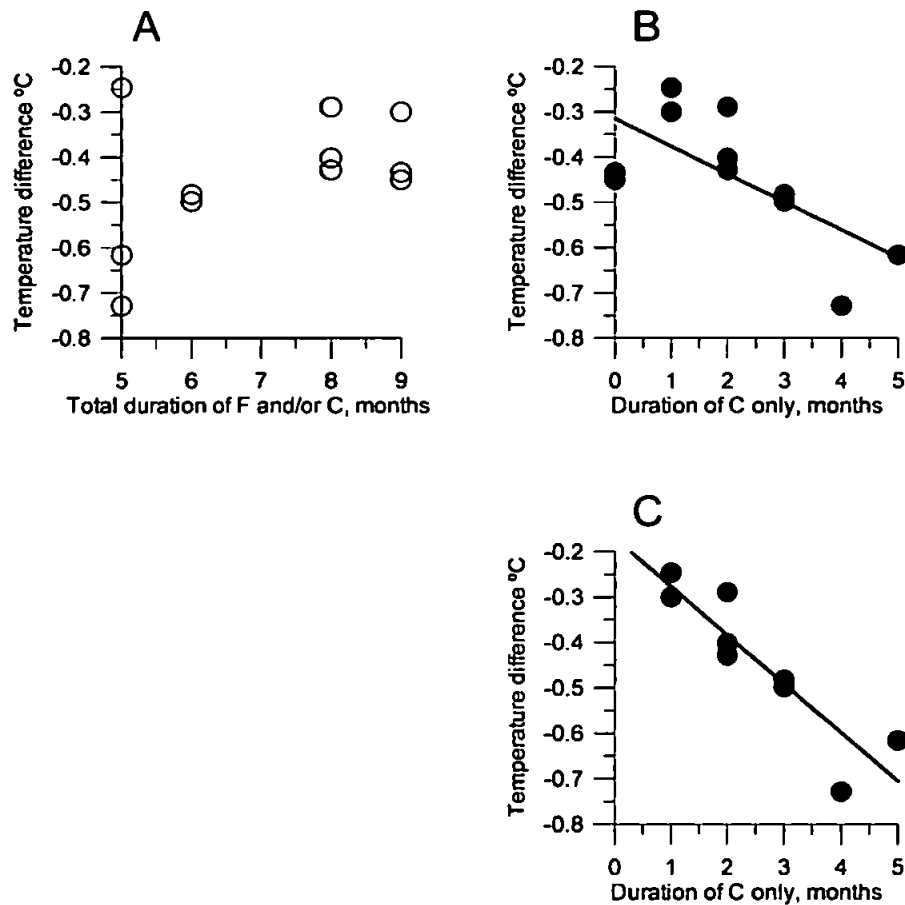 A
Temperature difference ºC
-0.2
-0.3
-0.4
-0.5
-0.6
-0.7
-0.8
5 6 7 8 9
Total duration of F and/or C, months
B
Temperature difference ºC
-0.2
-0.3
-0.4
-0.5
-0.6
-0.7
-0.8
0 1 2 3 4 5
Duration of C only, months
C
Temperature difference ºC
-0.2
-0.3
-0.4
-0.5
-0.6
-0.7
-0.8
0 1 2 3 4 5
Duration of C only, months